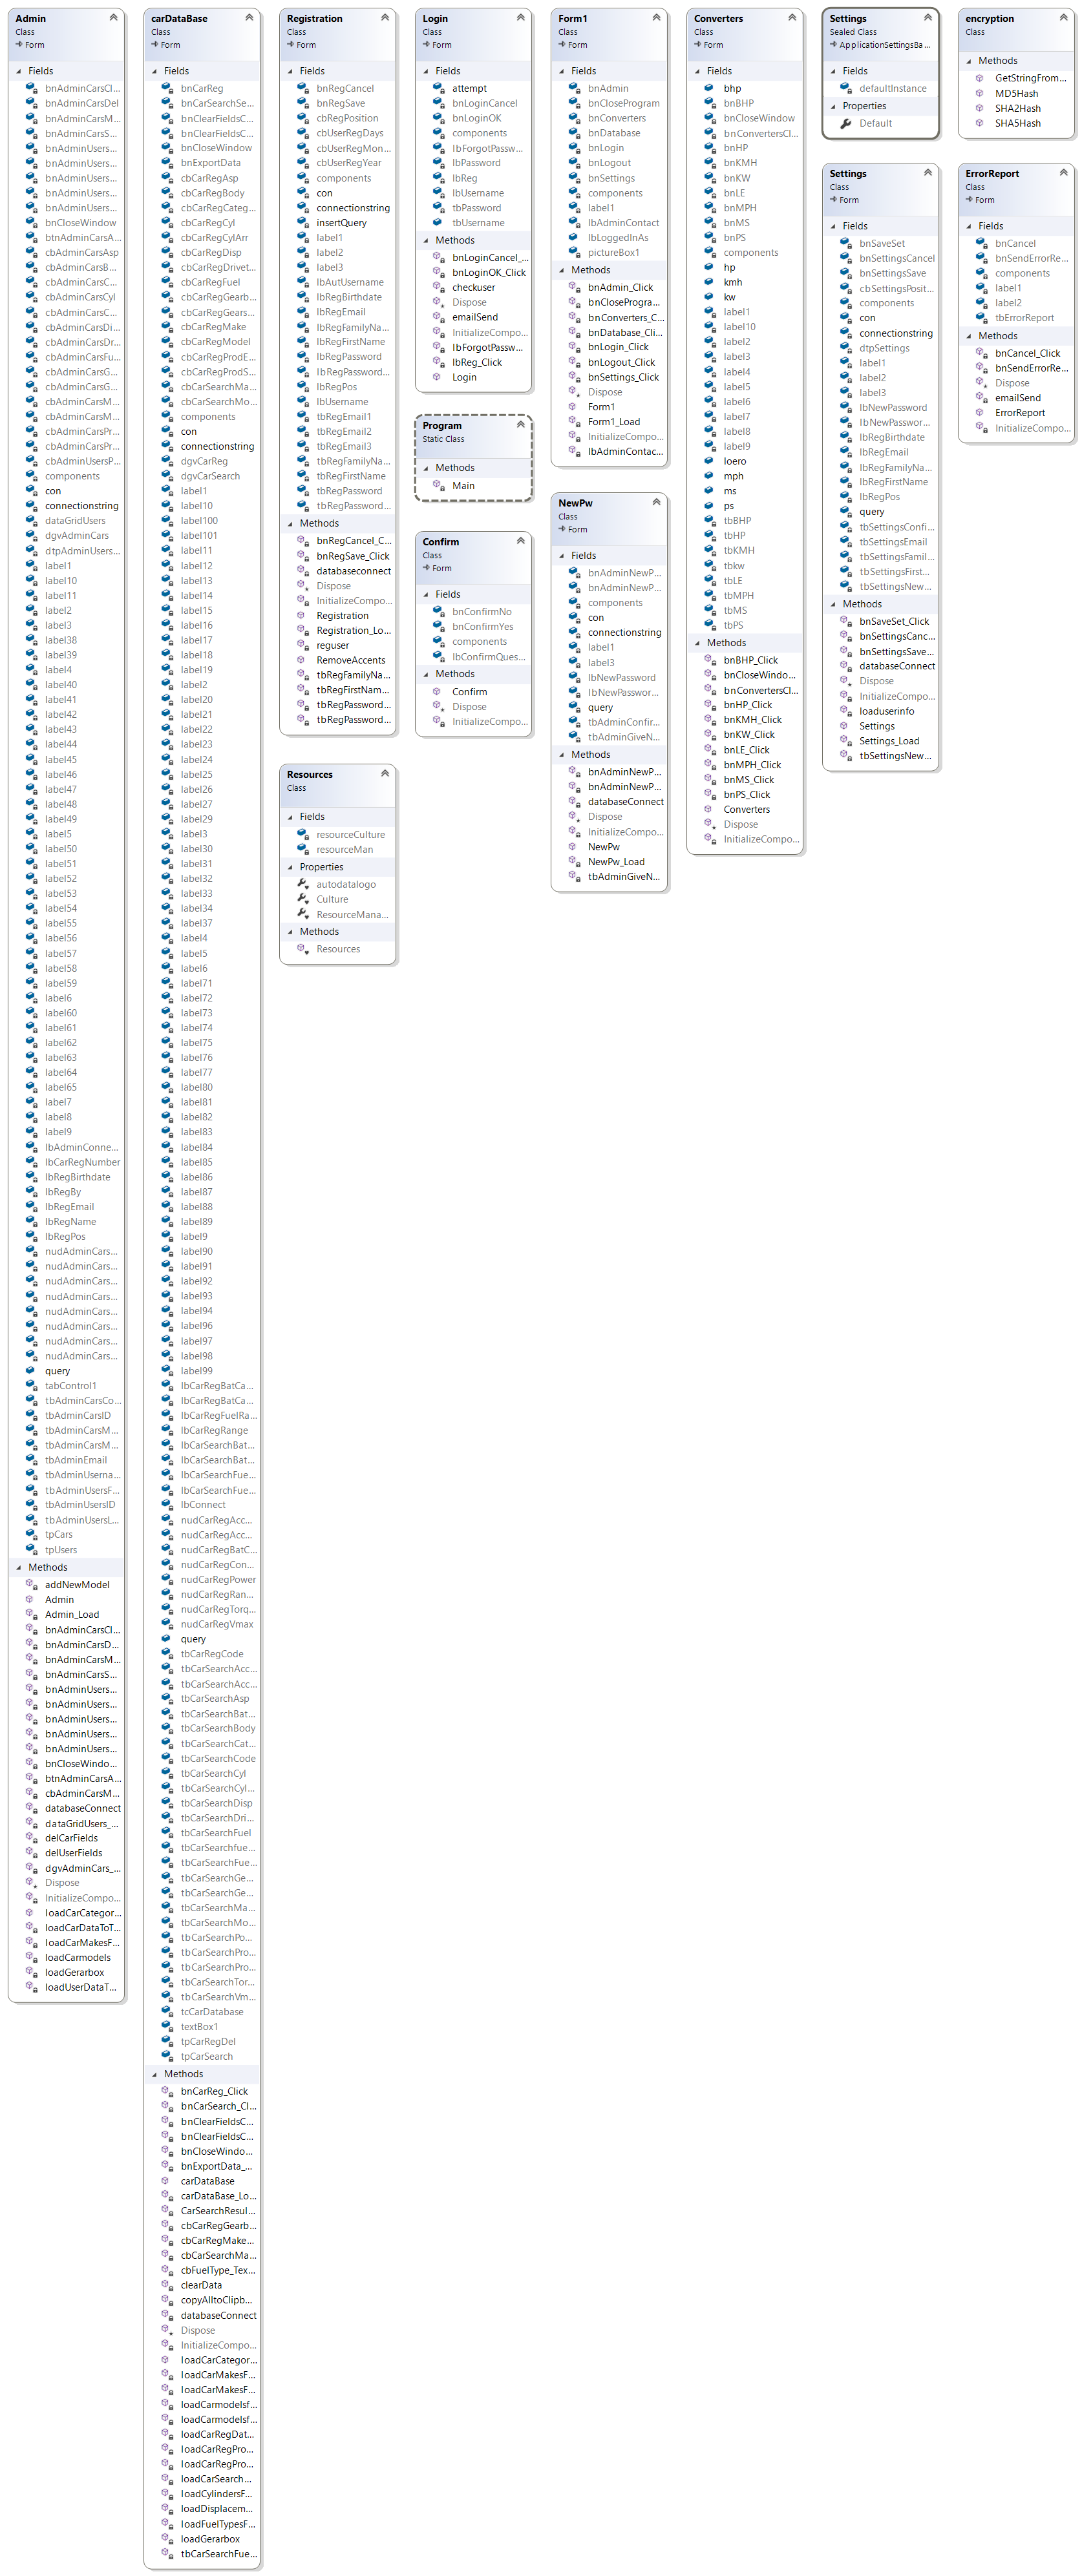 Admin
Class
Form
Fields
bnAdminCarsCl...
bnAdminCarsDel
bnAdminCarsM...
bnAdminCarsS...
bnAdminUsers...
bnAdminUsers...
bnAdminUsers...
bnAdminUsers...
bnAdminUsers...
bnCloseWindow
btnAdminCarsA...
cbAdminCarsAsp
cbAdminCarsB...
cbAdminCarsC...
cbAdminCarsCyl
cbAdminCarsC...
cbAdminCarsDi...
cbAdminCarsDr...
cbAdminCarsFu...
cbAdminCarsG...
cbAdminCarsG...
cbAdminCarsM...
cbAdminCarsM...
cbAdminCarsPr...
cbAdminCarsPr...
cbAdminUsersP...
components
con
connectionstring
dataGridUsers
dgvAdminCars
dtpAdminUsers...
label1
label10
label11
label2
label3
label38
label39
label4
label40
label41
label42
label43
label44
label45
label46
label47
label48
label49
label5
label50
label51
label52
label53
label54
label55
label56
label57
label58
label59
label6
label60
label61
label62
label63
label64
label65
label7
label8
label9
lbAdminConne...
lbCarRegNumber
lbRegBirthdate
lbRegBy
lbRegEmail
lbRegName
lbRegPos
nudAdminCars...
nudAdminCars...
nudAdminCars...
nudAdminCars...
nudAdminCars...
nudAdminCars...
nudAdminCars...
nudAdminCars...
query
tabControl1
tbAdminCarsCo...
tbAdminCarsID
tbAdminCarsM...
tbAdminCarsM...
tbAdminEmail
tbAdminUserna...
tbAdminUsersF...
tbAdminUsersID
tbAdminUsersL...
tpCars
tpUsers
Methods
addNewModel
Admin
Admin_Load
bnAdminCarsCl...
bnAdminCarsD...
bnAdminCarsM...
bnAdminCarsS...
bnAdminUsers...
bnAdminUsers...
bnAdminUsers...
bnAdminUsers...
bnAdminUsers...
bnCloseWindo...
btnAdminCarsA...
cbAdminCarsM...
databaseConnect
dataGridUsers_...
delCarFields
delUserFields
dgvAdminCars_...
Dispose
InitializeCompo...
loadCarCategor...
loadCarDataToT...
loadCarMakesF...
loadCarmodels
loadGerarbox
loadUserDataT...
carDataBase
Class
Form
Fields
bnCarReg
bnCarSearchSe...
bnClearFieldsC...
bnClearFieldsC...
bnCloseWindow
bnExportData
cbCarRegAsp
cbCarRegBody
cbCarRegCateg...
cbCarRegCyl
cbCarRegCylArr
cbCarRegDisp
cbCarRegDrivet...
cbCarRegFuel
cbCarRegGearb...
cbCarRegGears...
cbCarRegMake
cbCarRegModel
cbCarRegProdE...
cbCarRegProdS...
cbCarSearchMa...
cbCarSearchMo...
components
con
connectionstring
dgvCarReg
dgvCarSearch
label1
label10
label100
label101
label11
label12
label13
label14
label15
label16
label17
label18
label19
label2
label20
label21
label22
label23
label24
label25
label26
label27
label29
label3
label30
label31
label32
label33
label34
label37
label4
label5
label6
label71
label72
label73
label74
label75
label76
label77
label80
label81
label82
label83
label84
label85
label86
label87
label88
label89
label9
label90
label91
label92
label93
label94
label96
label97
label98
label99
lbCarRegBatCa...
lbCarRegBatCa...
lbCarRegFuelRa...
lbCarRegRange
lbCarSearchBat...
lbCarSearchBat...
lbCarSearchFue...
lbCarSearchFue...
lbConnect
nudCarRegAcc...
nudCarRegAcc...
nudCarRegBatC...
nudCarRegCon...
nudCarRegPower
nudCarRegRan...
nudCarRegTorq...
nudCarRegVmax
query
tbCarRegCode
tbCarSearchAcc...
tbCarSearchAcc...
tbCarSearchAsp
tbCarSearchBat...
tbCarSearchBody
tbCarSearchCat...
tbCarSearchCode
tbCarSearchCyl
tbCarSearchCyl...
tbCarSearchDisp
tbCarSearchDri...
tbCarSearchFuel
tbCarSearchfue...
tbCarSearchFue...
tbCarSearchGe...
tbCarSearchGe...
tbCarSearchMa...
tbCarSearchMo...
tbCarSearchPo...
tbCarSearchPro...
tbCarSearchPro...
tbCarSearchTor...
tbCarSearchVm...
tcCarDatabase
textBox1
tpCarRegDel
tpCarSearch
Methods
bnCarReg_Click
bnCarSearch_Cl...
bnClearFieldsC...
bnClearFieldsC...
bnCloseWindo...
bnExportData_...
carDataBase
carDataBase_Lo...
CarSearchResul...
cbCarRegGearb...
cbCarRegMake...
cbCarSearchMa...
cbFuelType_Tex...
clearData
copyAlltoClipb...
databaseConnect
Dispose
InitializeCompo...
loadCarCategor...
loadCarMakesF...
loadCarMakesF...
loadCarmodelsf...
loadCarmodelsf...
loadCarRegDat...
loadCarRegPro...
loadCarRegPro...
loadCarSearch...
loadCylindersF...
loadDisplacem...
loadFuelTypesF...
loadGerarbox
tbCarSearchFue...
Registration
Class
Form
Fields
bnRegCancel
bnRegSave
cbRegPosition
cbUserRegDays
cbUserRegMon...
cbUserRegYear
components
con
connectionstring
insertQuery
label1
label2
label3
lbAutUsername
lbRegBirthdate
lbRegEmail
lbRegFamilyNa...
lbRegFirstName
lbRegPassword
lbRegPassword...
lbRegPos
lbUsername
tbRegEmail1
tbRegEmail2
tbRegEmail3
tbRegFamilyNa...
tbRegFirstName
tbRegPassword
tbRegPassword...
Methods
bnRegCancel_C...
bnRegSave_Click
databaseconnect
Dispose
InitializeCompo...
Registration
Registration_Lo...
reguser
RemoveAccents
tbRegFamilyNa...
tbRegFirstNam...
tbRegPassword...
tbRegPassword...
Resources
Class
Fields
resourceCulture
resourceMan
Properties
autodatalogo
Culture
ResourceMana...
Methods
Resources
Login
Class
Form
Fields
attempt
bnLoginCancel
bnLoginOK
components
lbForgotPassw...
lbPassword
lbReg
lbUsername
tbPassword
tbUsername
Methods
bnLoginCancel_...
bnLoginOK_Click
checkuser
Dispose
emailSend
InitializeCompo...
lbForgotPassw...
lbReg_Click
Login
Program
Static Class
Methods
Main
Confirm
Class
Form
Fields
bnConfirmNo
bnConfirmYes
components
lbConfirmQues...
Methods
Confirm
Dispose
InitializeCompo...
Form1
Class
Form
Fields
bnAdmin
bnCloseProgram
bnConverters
bnDatabase
bnLogin
bnLogout
bnSettings
components
label1
lbAdminContact
lbLoggedInAs
pictureBox1
Methods
bnAdmin_Click
bnCloseProgra...
bnConverters_C...
bnDatabase_Cli...
bnLogin_Click
bnLogout_Click
bnSettings_Click
Dispose
Form1
Form1_Load
InitializeCompo...
lbAdminContac...
NewPw
Class
Form
Fields
bnAdminNewP...
bnAdminNewP...
components
con
connectionstring
label1
label3
lbNewPassword
lbNewPasswor...
query
tbAdminConfir...
tbAdminGiveN...
Methods
bnAdminNewP...
bnAdminNewP...
databaseConnect
Dispose
InitializeCompo...
NewPw
NewPw_Load
tbAdminGiveN...
Converters
Class
Form
Fields
bhp
bnBHP
bnCloseWindow
bnConvertersCl...
bnHP
bnKMH
bnKW
bnLE
bnMPH
bnMS
bnPS
components
hp
kmh
kw
label1
label10
label2
label3
label4
label5
label6
label7
label8
label9
loero
mph
ms
ps
tbBHP
tbHP
tbKMH
tbkw
tbLE
tbMPH
tbMS
tbPS
Methods
bnBHP_Click
bnCloseWindo...
bnConvertersCl...
bnHP_Click
bnKMH_Click
bnKW_Click
bnLE_Click
bnMPH_Click
bnMS_Click
bnPS_Click
Converters
Dispose
InitializeCompo...
Settings
Sealed Class
ApplicationSettingsBa...
Fields
defaultInstance
Properties
Default
Settings
Class
Form
Fields
bnSaveSet
bnSettingsCancel
bnSettingsSave
cbSettingsPosit...
components
con
connectionstring
dtpSettings
label1
label2
label3
lbNewPassword
lbNewPasswor...
lbRegBirthdate
lbRegEmail
lbRegFamilyNa...
lbRegFirstName
lbRegPos
query
tbSettingsConfi...
tbSettingsEmail
tbSettingsFamil...
tbSettingsFirst...
tbSettingsNew...
Methods
bnSaveSet_Click
bnSettingsCanc...
bnSettingsSave...
databaseConnect
Dispose
InitializeCompo...
loaduserinfo
Settings
Settings_Load
tbSettingsNew...
encryption
Class
Methods
GetStringFrom...
MD5Hash
SHA2Hash
SHA5Hash
ErrorReport
Class
Form
Fields
bnCancel
bnSendErrorRe...
components
label1
label2
tbErrorReport
Methods
bnCancel_Click
bnSendErrorRe...
Dispose
emailSend
ErrorReport
InitializeCompo...